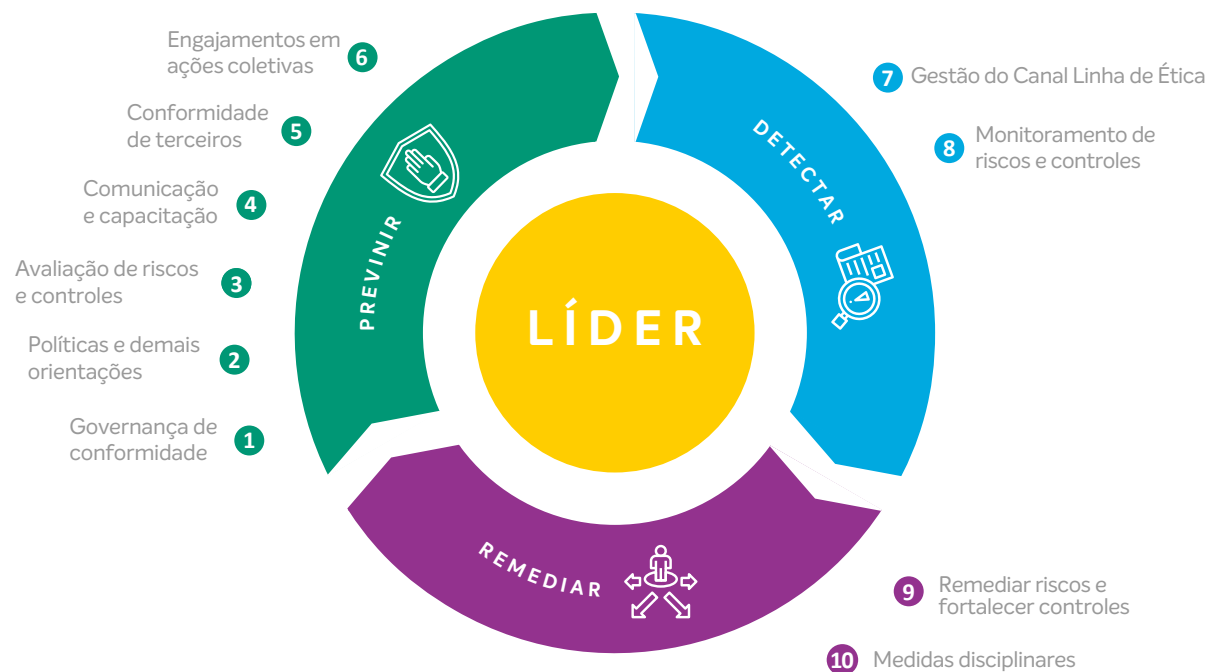 6
Engajamentos em
ações coletivas
5
Conformidade
de terceiros
4
Comunicação
e capacitação
3
Avaliação de riscos
e controles
2
Políticas e demais
orientações
1
Governança de
conformidade
PREVINIR
LÍDER
DETECTAR
7 Gestão do Canal Linha de Ética
8
Monitoramento de
riscos e controles
REMEDIAR
9
Remediar riscos e
fortalecer controles
10 Medidas disciplinares